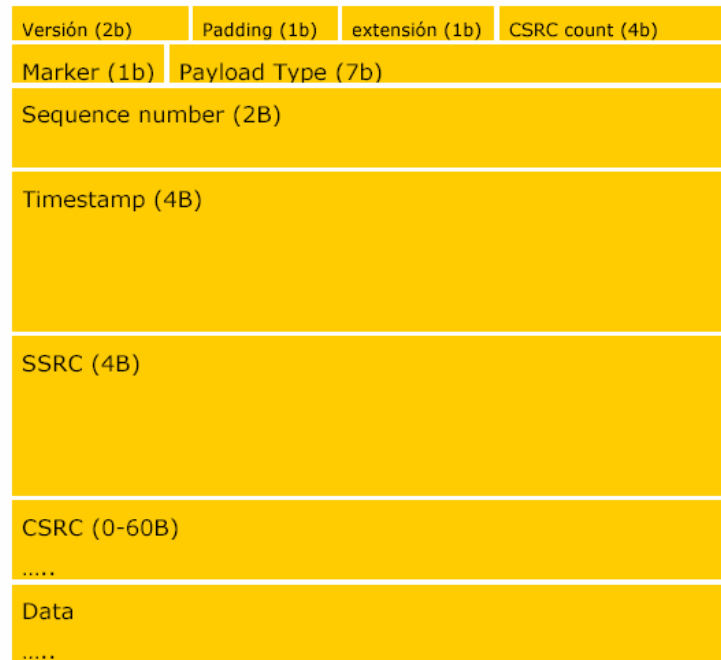 Versión (2b) Padding (1b) extensión (1b) CSRC count (4b)
Marker (1b) Payload Type (7b)
Sequence number (2B)
Timestamp (4B)
SSRC (4B)
CSRC (0-60B)
.....
Data
.....